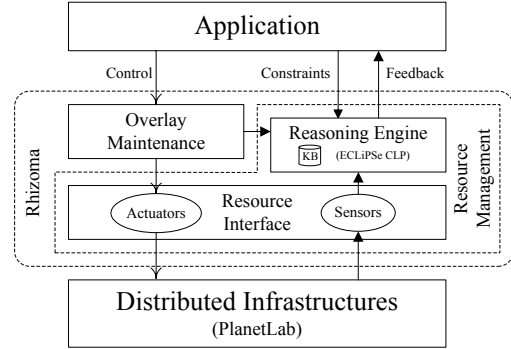 Application
Control
Constraints
Feedback
Overlay
Maintenance
Reasoning Engine
KB
(ECLiPSe CLP)
Rhizoma
Resource
Management
Actuators
Resource
Interface
Sensors
Distributed Infrastructures
(PlanetLab)